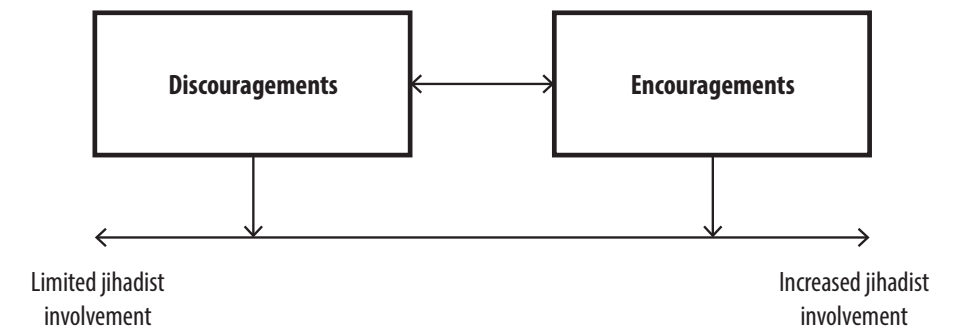 Discouragements
Encouragements
Limited jihadist
involvement
Increased jihadist
involvement